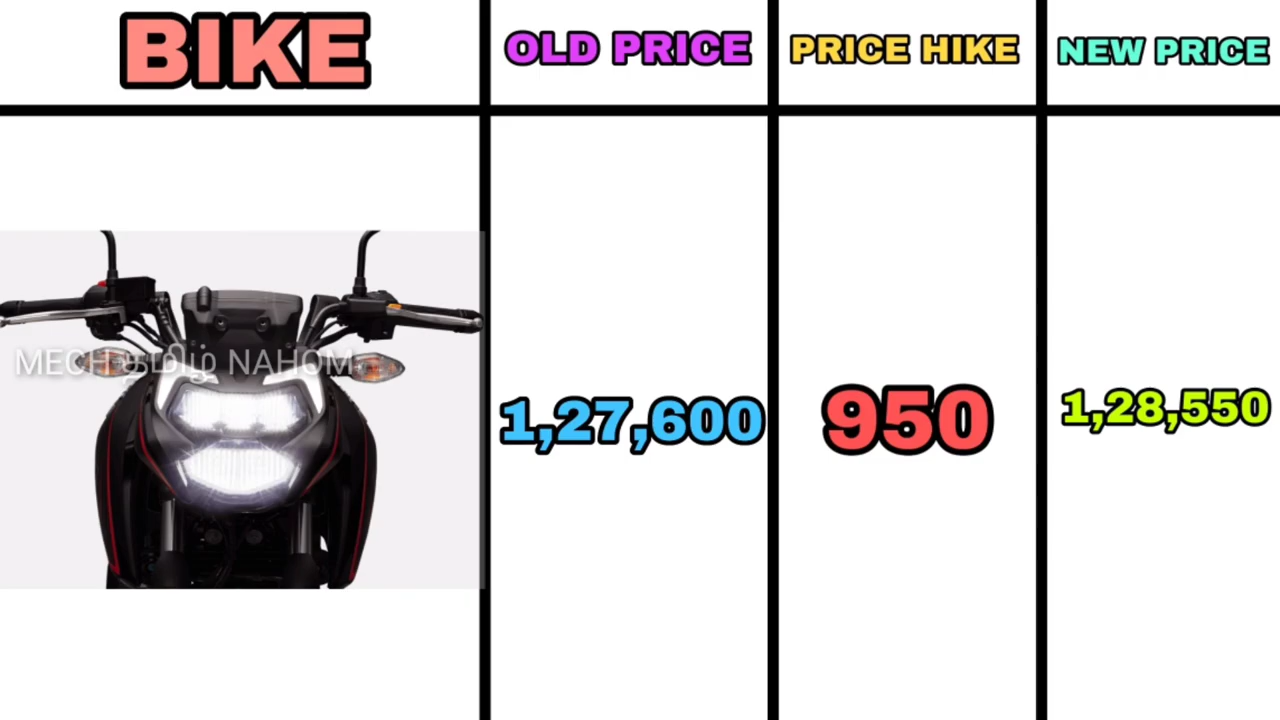 BIKE
OLD PRICE
PRICE HIKE
NEW PRICE
MECH தமிழ் NAHOM
1,27,600
950
1,28,550